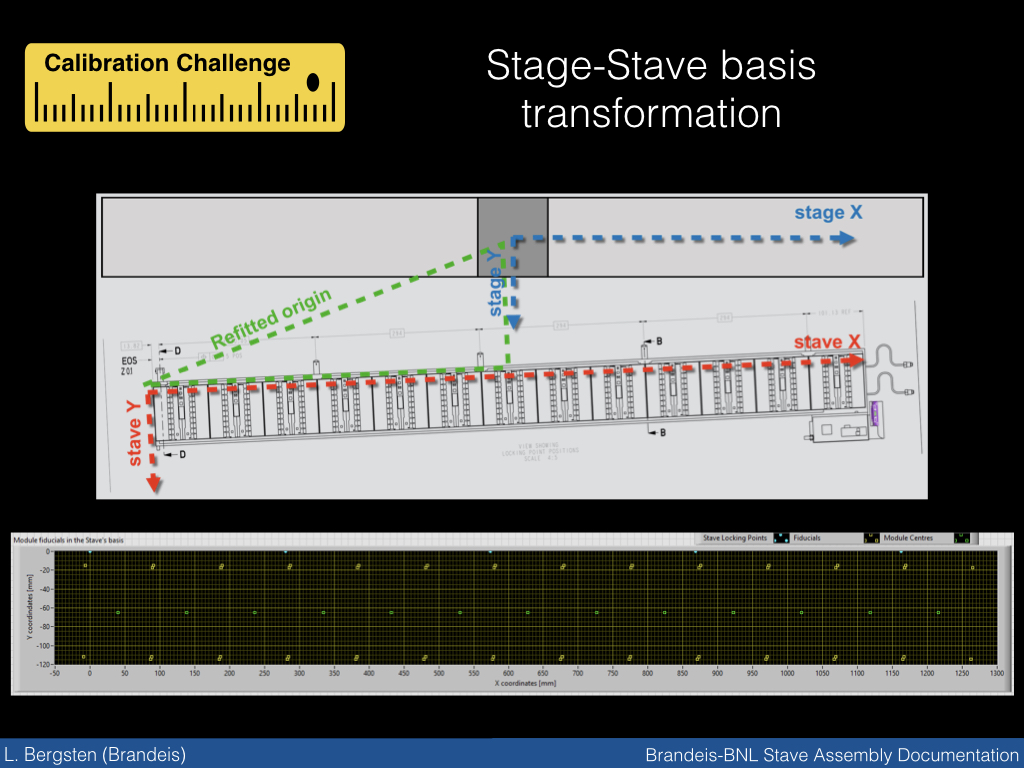 Calibration Challenge
Stage-Stave basis
transformation
stage X
stage Y
Refitted origin
D
EOS
Z 01
B
stave X
stave Y
D
B
VIEW SHOWING
LOCKING POINT POSITIONS
SCALE 4:5
Module fiducials in the Stave's basis
Stave Locking Points Fiducials Module Centres
Y coordindates [mm]
0
-20
-40
-60
-80
-100
-120
-50 0 50 100 150 200 250 300 350 400 450 500 550 600 650 700 750 800 850 900 950 1000 1050 1100 1150 1200 1250 1300
X coordinates [mm]
L. Bergsten (Brandeis)
Brandeis-BNL Stave Assembly Documentation